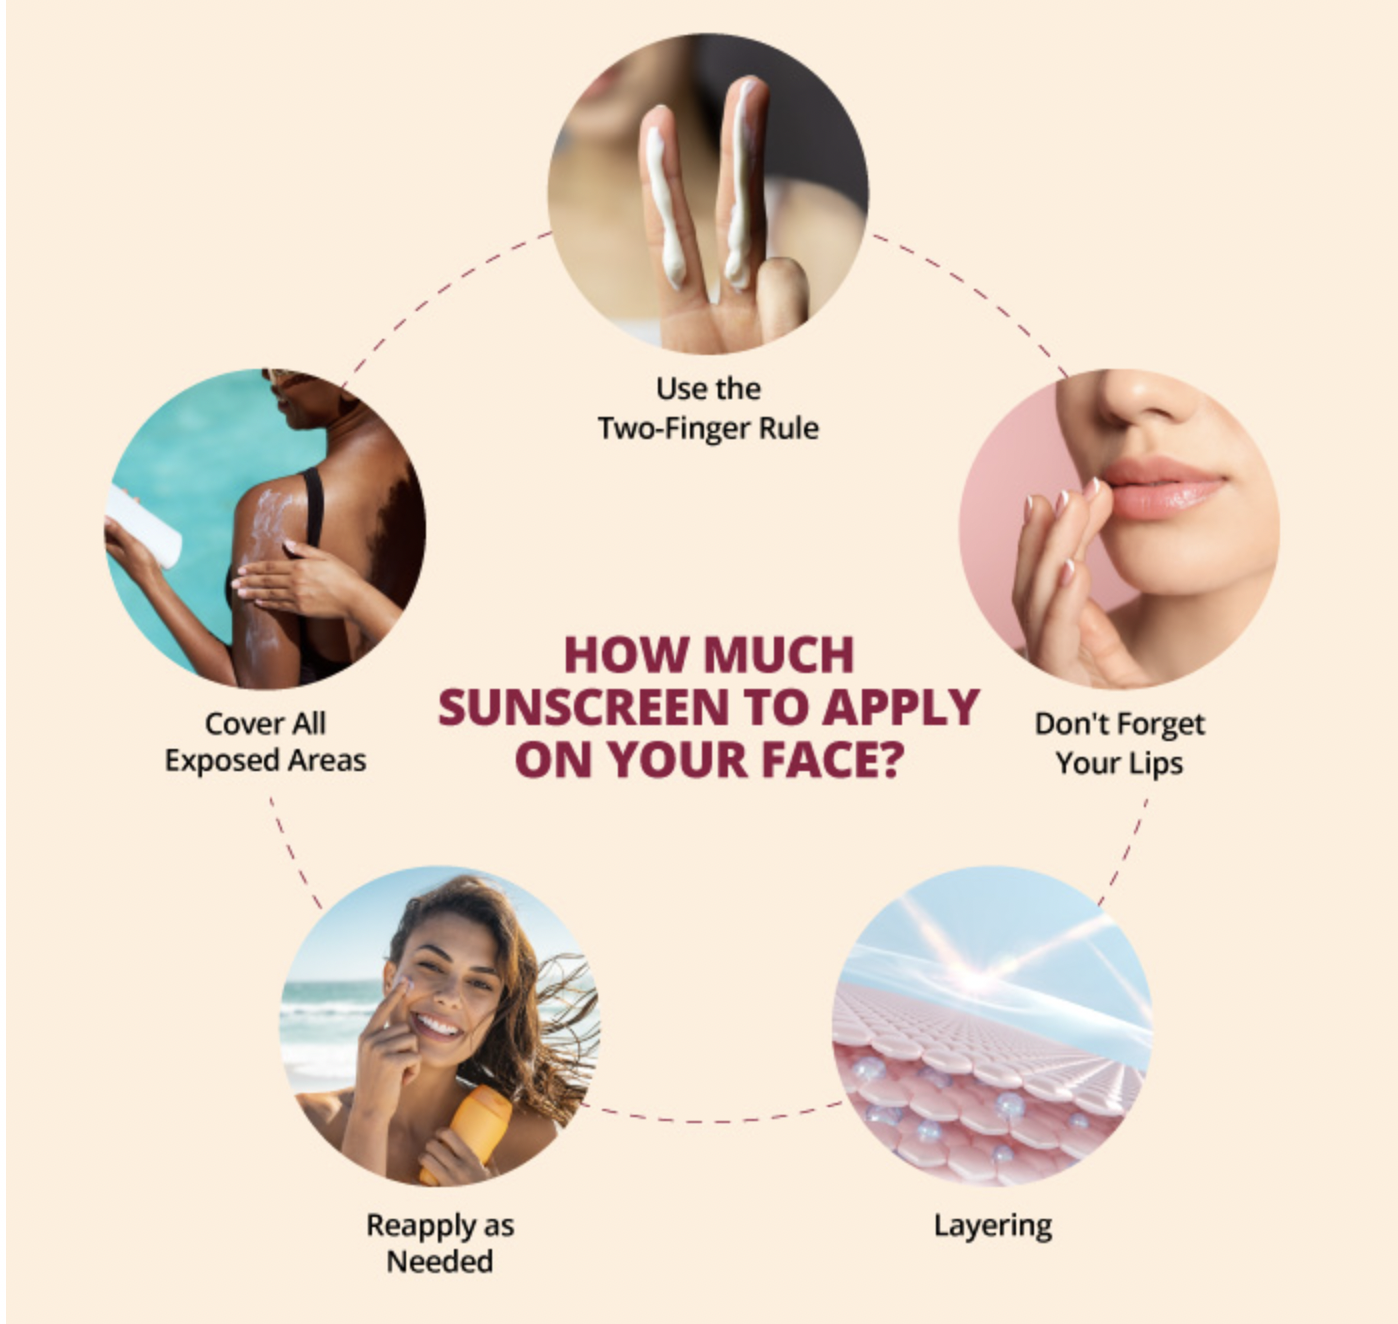 Use the
Two-Finger Rule
Cover All
Exposed Areas
HOW MUCH
SUNSCREEN TO APPLY
ON YOUR FACE?
Don't Forget
Your Lips
Reapply as
Needed
Layering